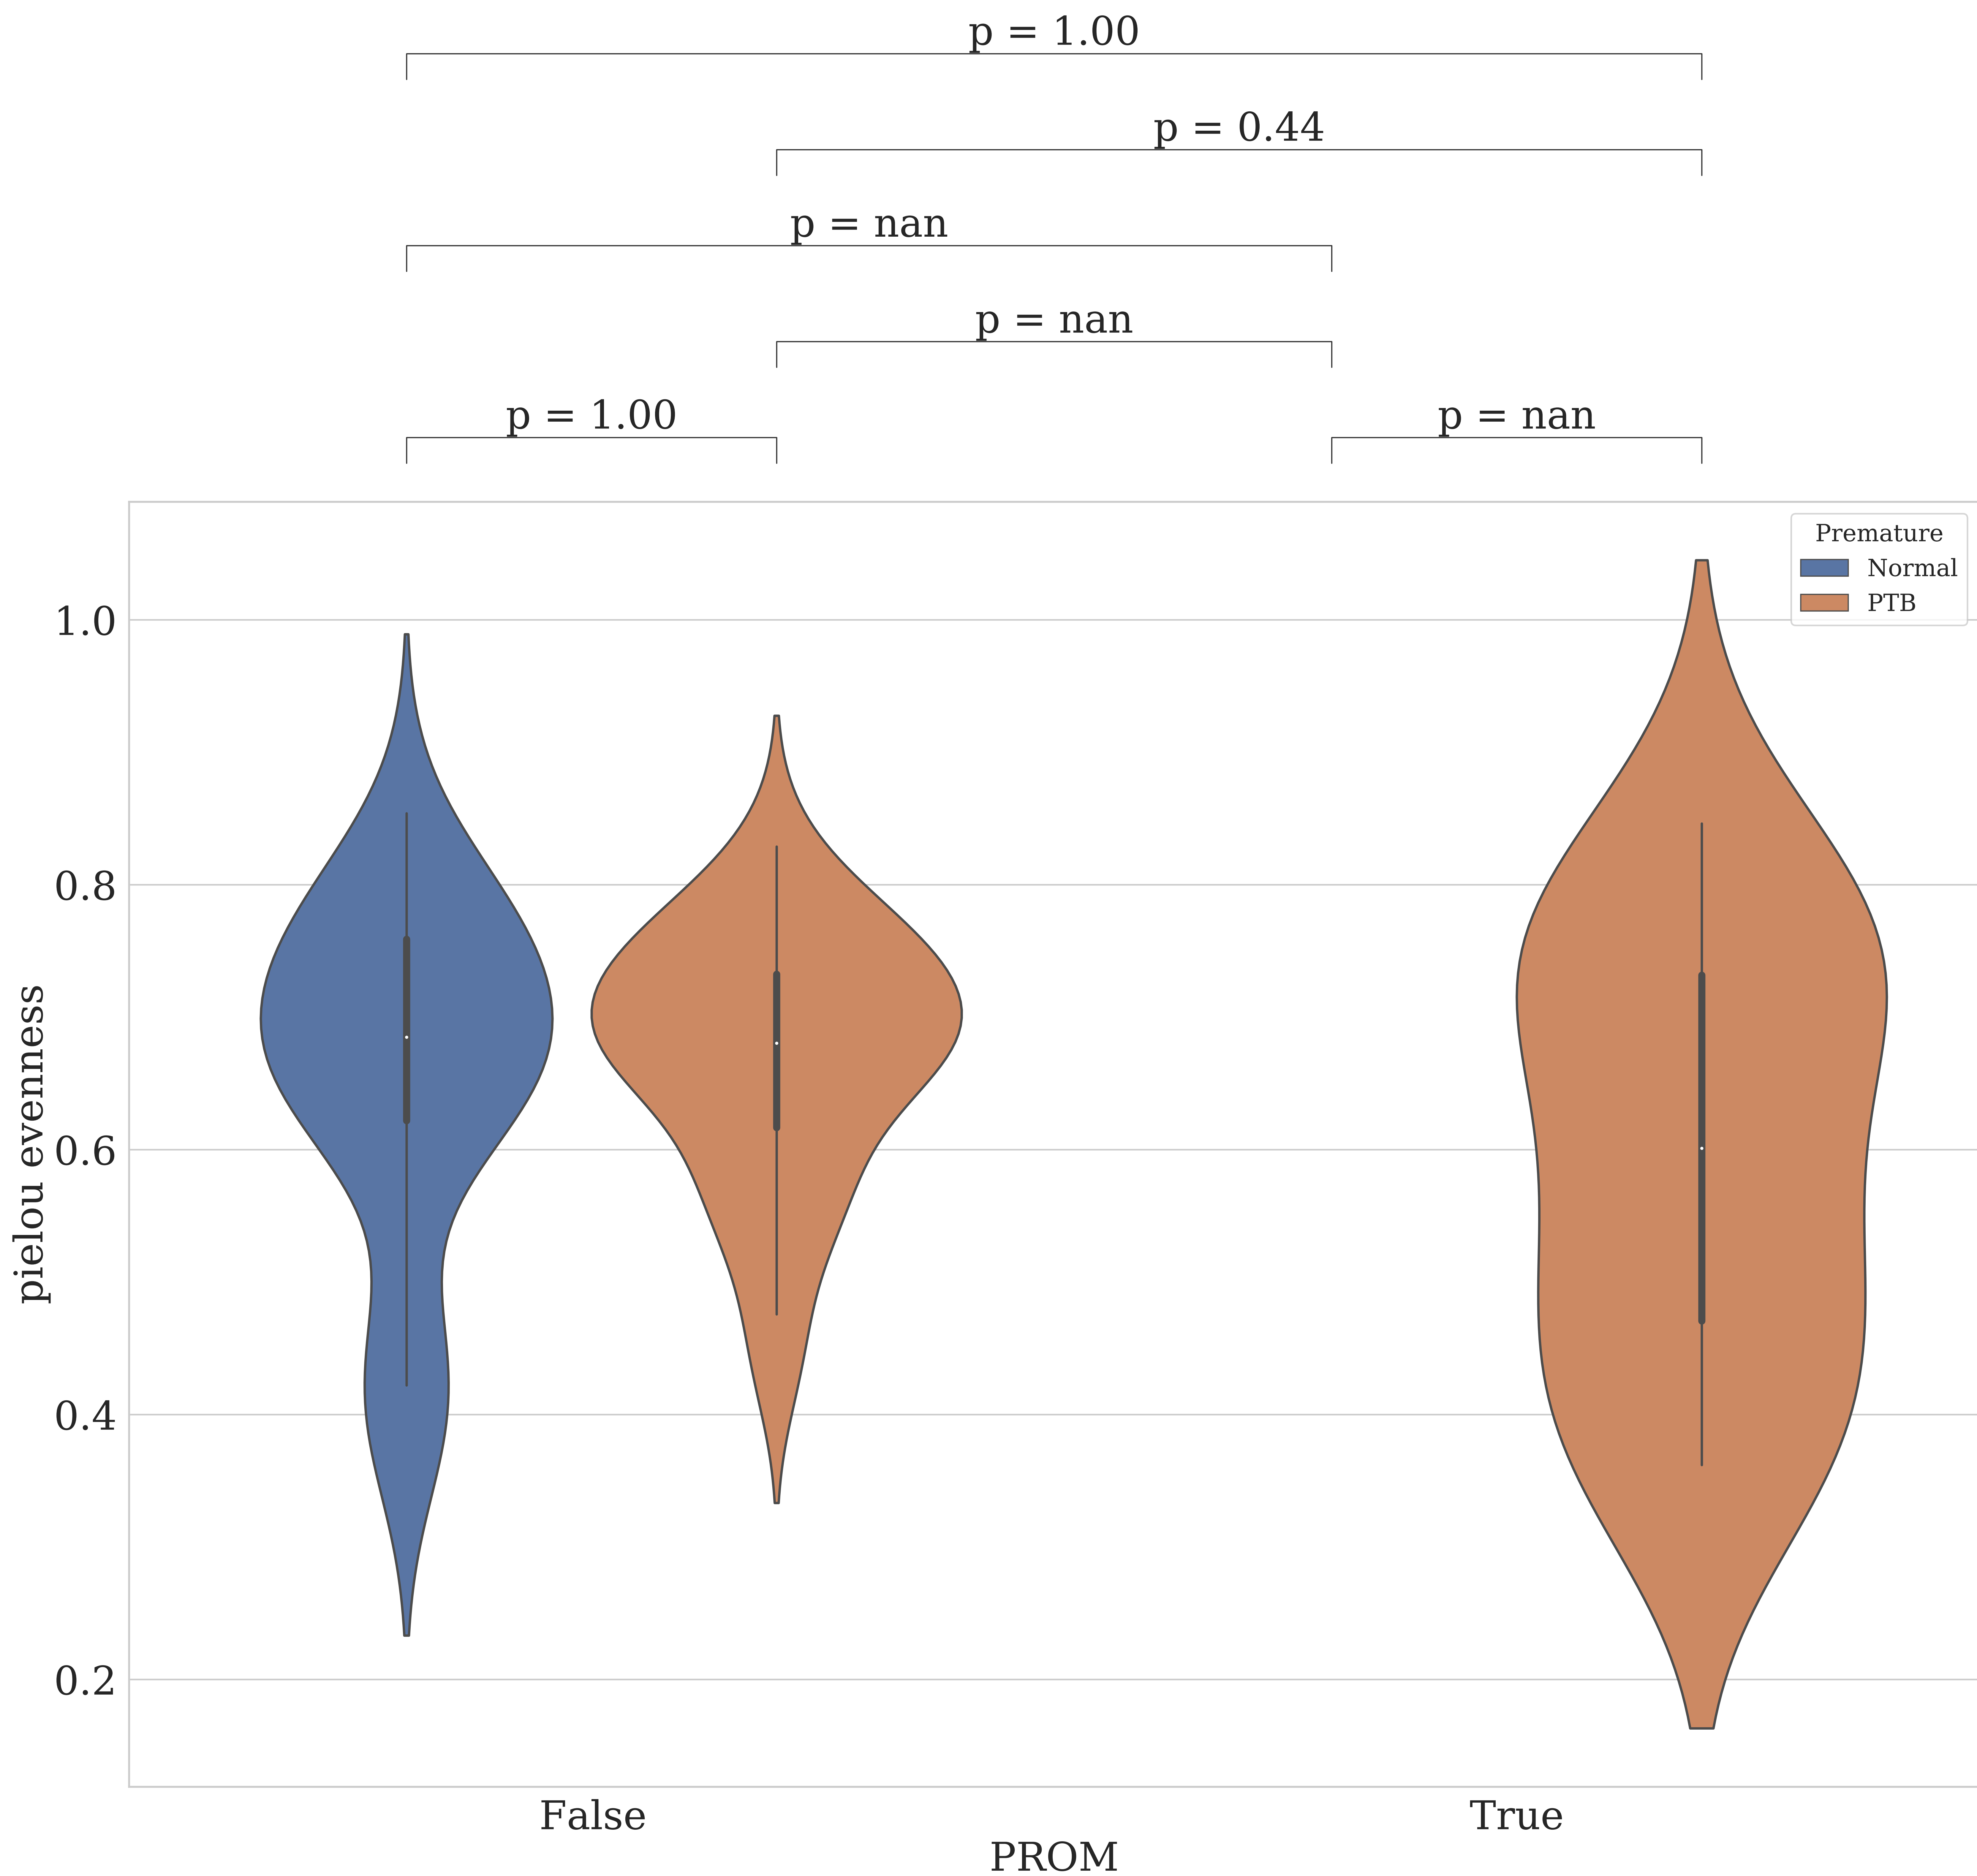 p = 1.00
p = 0.44
p = nan
p = nan
p = 1.00
p = nan
Premature
Normal
PTB
1.0
0.8
0.6
0.4
0.2
pielou evenness
False
True
PROM